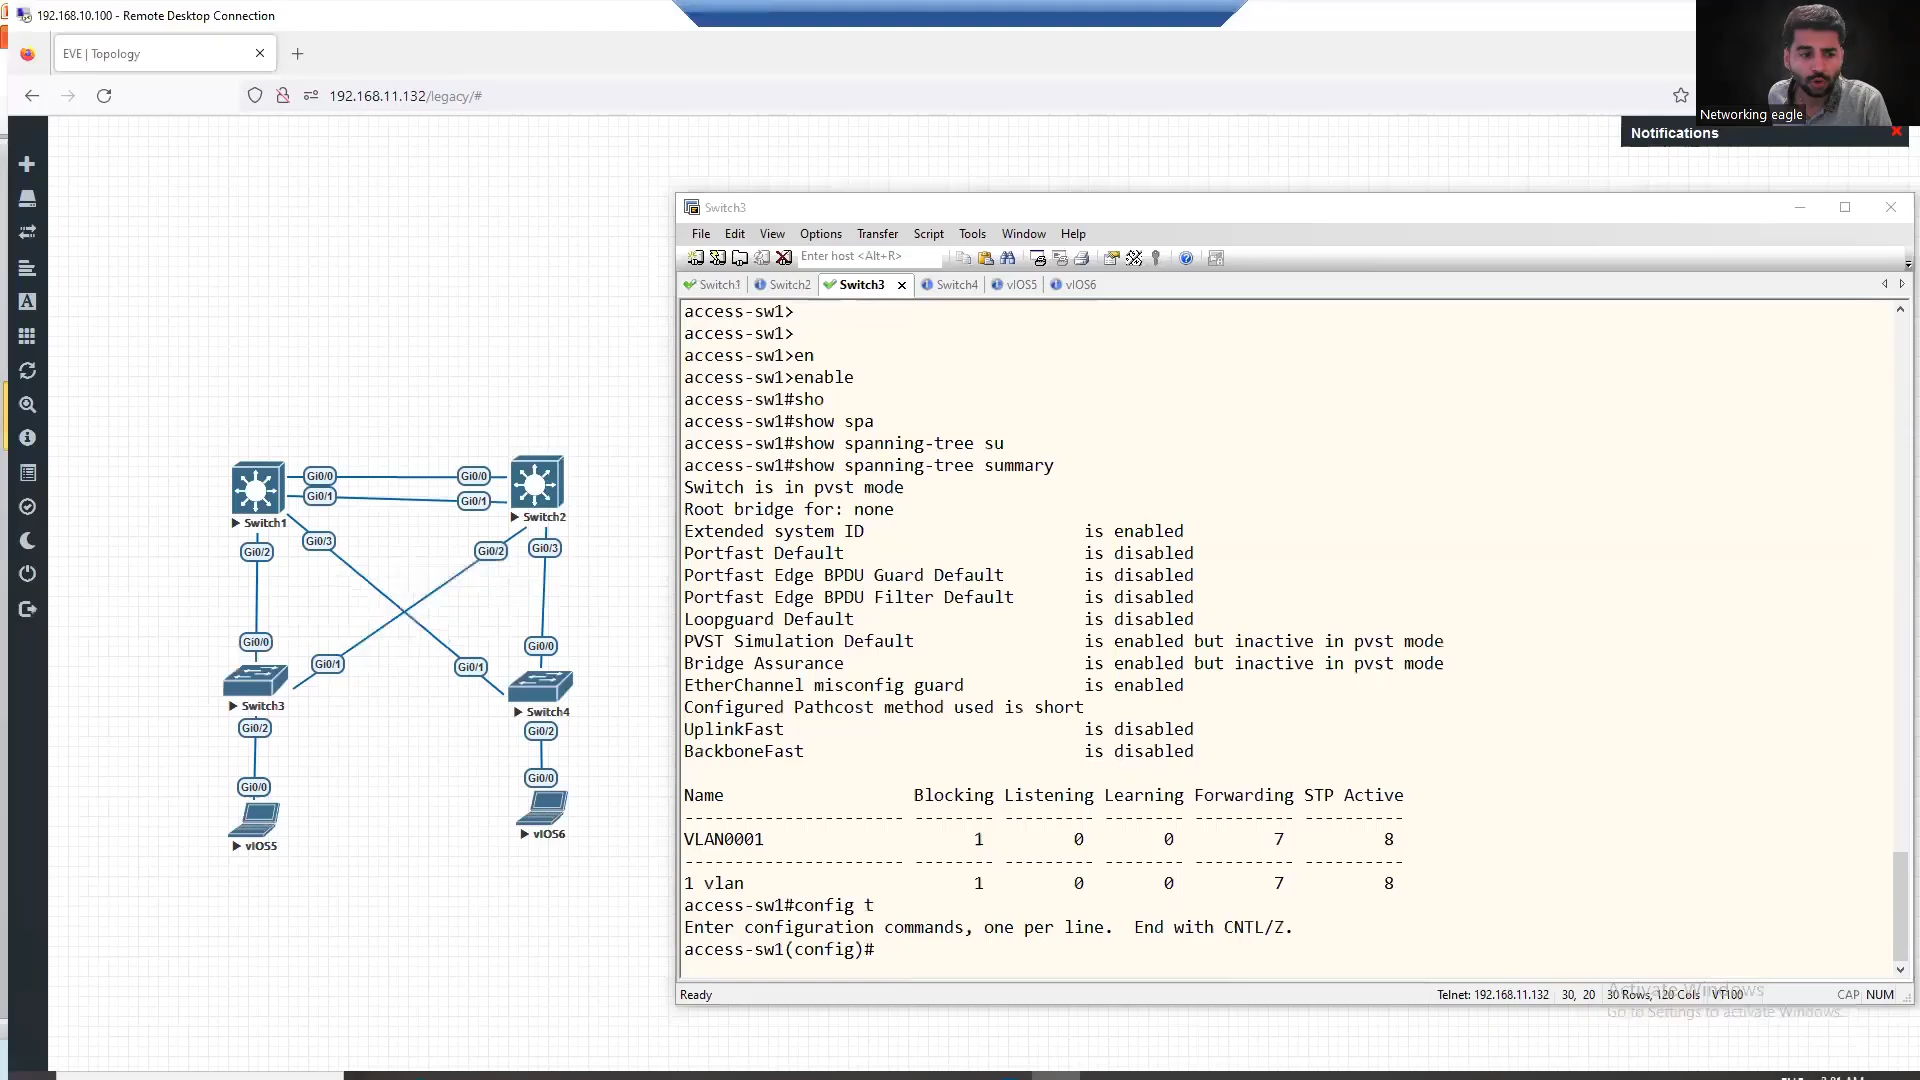 192.168.10.100 - Remote Desktop Connection
EVE | Topology
192.168.11.132/legacy/#
Networking eagle
Notifications
Switch3
File Edit View Options Transfer Script Tools Window Help
Enter host <Alt+R>
Switch1 Switch2 Switch3 Switch4 vIOS5 vIOS6
access-sw1>
access-sw1>
access-sw1>en
access-sw1>enable
access-sw1#sho
access-sw1#show spa
access-sw1#show spanning-tree su
access-sw1#show spanning-tree summary
Switch is in pvst mode
Root bridge for: none
Extended system ID is enabled
Portfast Default is disabled
Portfast Edge BPDU Guard Default is disabled
Portfast Edge BPDU Filter Default is disabled
Loopguard Default is disabled
PVST Simulation Default is enabled but inactive in pvst mode
Bridge Assurance is enabled but inactive in pvst mode
EtherChannel misconfig guard is enabled
Configured Pathcost method used is short
UplinkFast is disabled
BackboneFast is disabled
Name Blocking Listening Learning Forwarding STP Active
---------------------- -------- --------- -------- ---------- ----------
VLAN0001 1 0 0 7 8
---------------------- -------- --------- -------- ---------- ----------
1 vlan 1 0 0 7 8
access-sw1#config t
Enter configuration commands, one per line. End with CNTL/Z.
access-sw1(config)#
Ready
Telnet: 192.168.11.132 30, 20 30 Rows, 120 Cols VT100 CAP NUM
Activate Windows
Go to Settings to activate Windows.
Gi0/0 Gi0/0
Gi0/1 Gi0/1
Switch1 Switch2
Gi0/3
Gi0/2 Gi0/2 Gi0/3
Gi0/0 Gi0/0
Gi0/1 Gi0/1
Switch3 Switch4
Gi0/2 Gi0/2
Gi0/0 Gi0/0
vIOS5 vIOS6